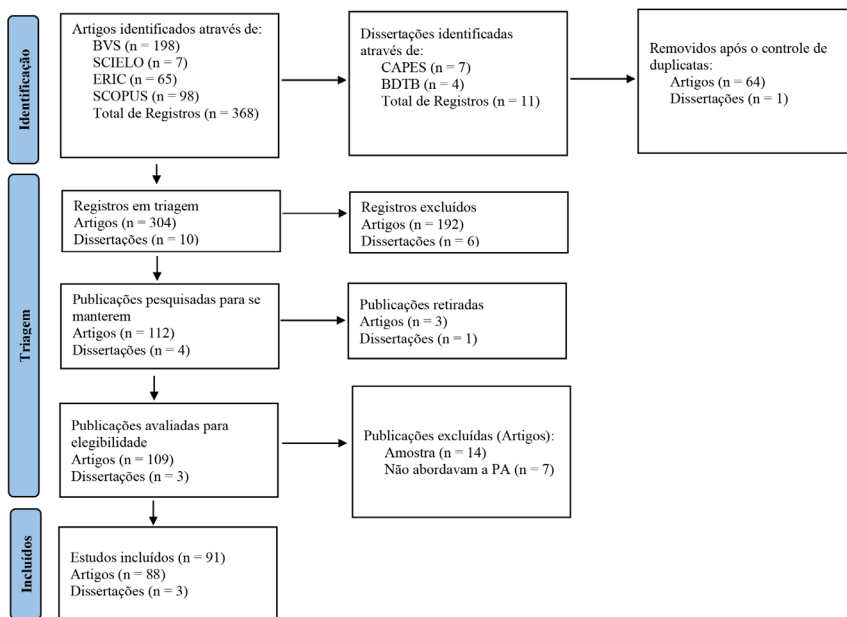 Identificação
Artigos identificados através de:
BVS (n = 198)
SCIELO (n = 7)
ERIC (n = 65)
SCOPUS (n = 98)
Total de Registros (n = 368)
Dissertações identificadas
através de:
CAPES (n = 7)
BDTB (n = 4)
Total de Registros (n = 11)
Removidos após o controle de
duplicatas:
Artigos (n = 64)
Dissertações (n = 1)
Triagem
Registros em triagem
Artigos (n = 304)
Dissertações (n = 10)
Registros excluídos
Artigos (n = 192)
Dissertações (n = 6)
Publicações pesquisadas para se
manterem
Artigos (n = 112)
Dissertações (n = 4)
Publicações retiradas
Artigos (n = 3)
Dissertações (n = 1)
Publicações avaliadas para
elegibilidade
Artigos (n = 109)
Dissertações (n = 3)
Publicações excluídas (Artigos):
Amostra (n = 14)
Não abordavam a PA (n = 7)
Incluídos
Estudos incluídos (n = 91)
Artigos (n = 88)
Dissertações (n = 3)